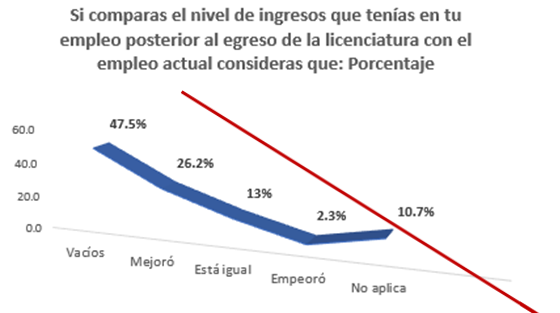 Si comparas el nivel de ingresos que tenías en tu
empleo posterior al egreso de la licenciatura con el
empleo actual consideras que: Porcentaje
60.0
40.0
20.0
0.0
47.5%
26.2%
13%
2.3%
10.7%
Vacíos
Mejoró
Está igual
Empeoró
No aplica